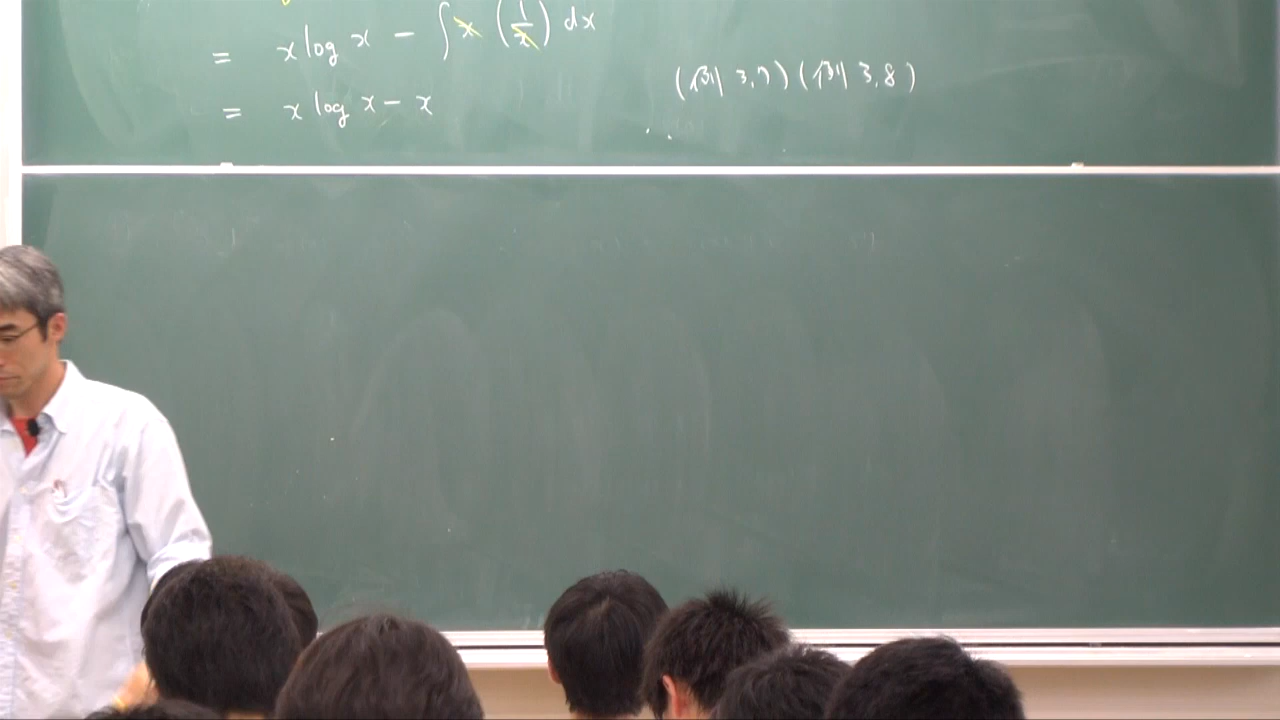 = x log x - ∫ x (1/x) dx
= x log x - x
(例 3.7) (例 3.8)